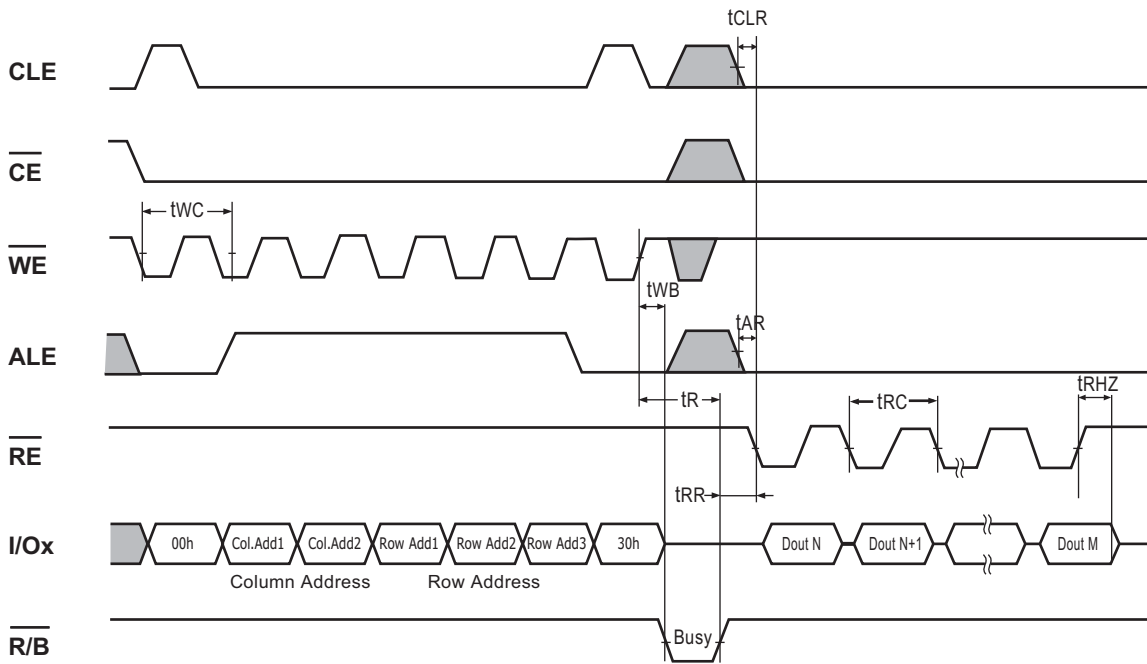 tCLR
CLE
CE
tWC
WE
tWB
tAR
ALE
tRHZ
tR
tRC
RE
tRR
I/Ox
00h Col.Add1 Col.Add2 Row Add1 Row Add2 Row Add3 30h Dout N Dout N+1 Dout M
Column Address Row Address
Busy
R/B